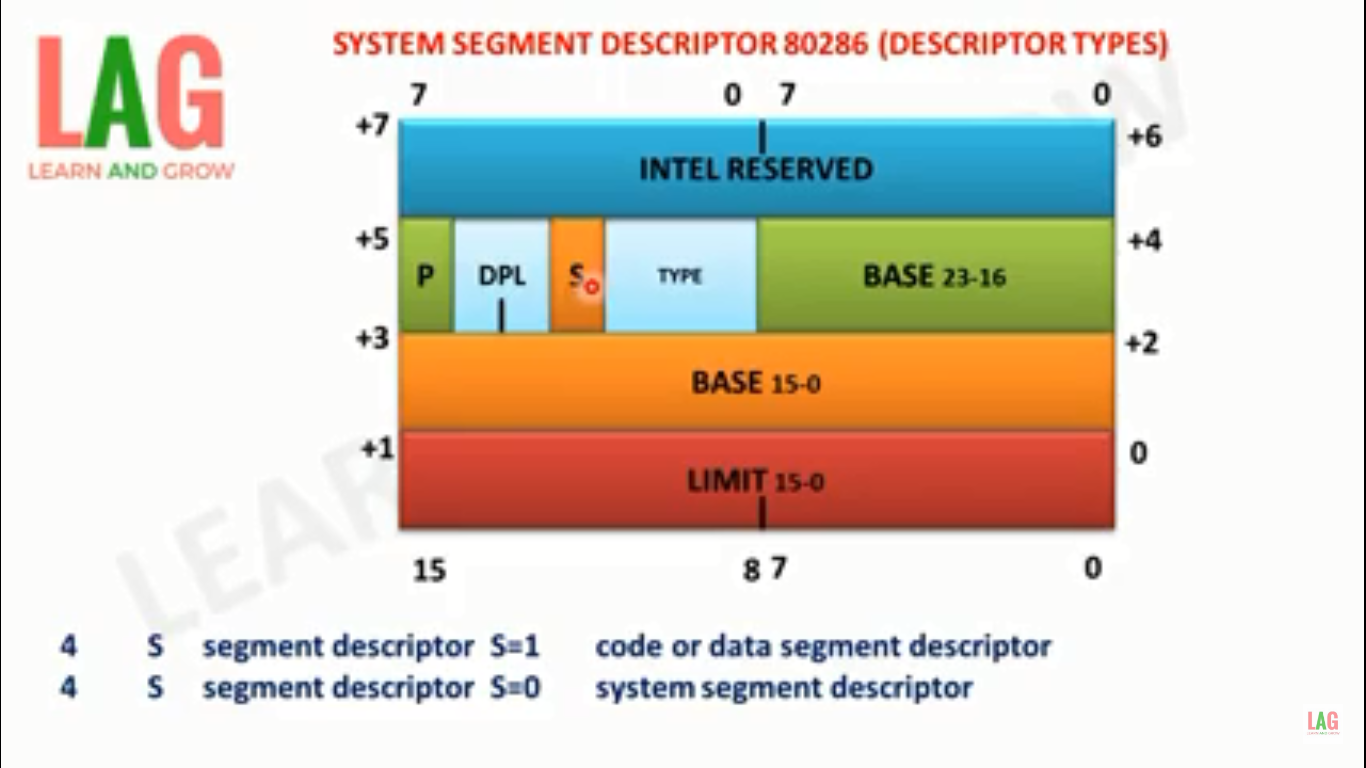 LAG
LEARN AND GROW
SYSTEM SEGMENT DESCRIPTOR 80286 (DESCRIPTOR TYPES)
7 0 7 0
+7 INTEL RESERVED +6
+5 P DPL S TYPE BASE 23-16 +4
+3 BASE 15-0 +2
+1 LIMIT 15-0 0
15 8 7 0
4 S segment descriptor S=1 code or data segment descriptor
4 S segment descriptor S=0 system segment descriptor
LAG